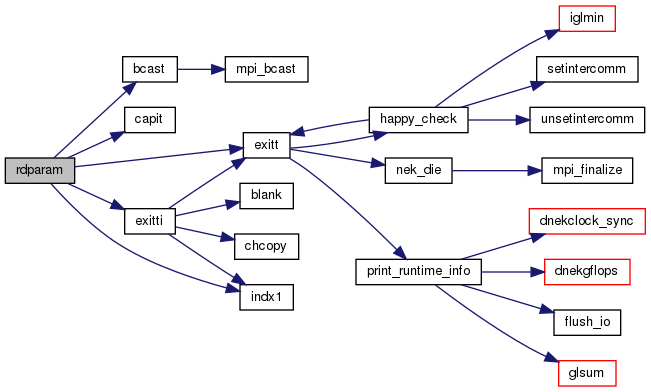 rdparam
bcast
capit
exitti
mpi_bcast
exitt
blank
chcopy
indx1
happy_check
nek_die
print_runtime_info
iglmin
setintercomm
unsetintercomm
mpi_finalize
dnekclock_sync
dnekgflops
flush_io
glsum